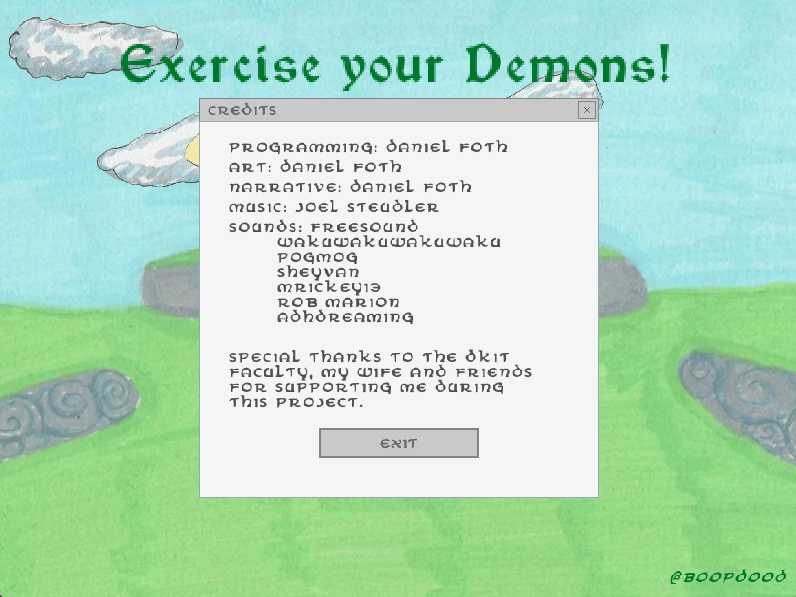 Exercise your Demons!
CREDITS
PROGRAMMING: DANIEL FOTH
ART: DANIEL FOTH
NARRATIVE: DANIEL FOTH
MUSIC: JOEL STEUDLER
SOUNDS: FREESOUND
WAKUWAKUWAKUWAKU
POGMOG
SHEYVAN
MRICKEY13
ROB MARION
ADHDREAMING
SPECIAL THANKS TO THE DKIT
FACULTY, MY WIFE AND FRIENDS
FOR SUPPORTING ME DURING
THIS PROJECT.
EXIT
@BOOPDOOD